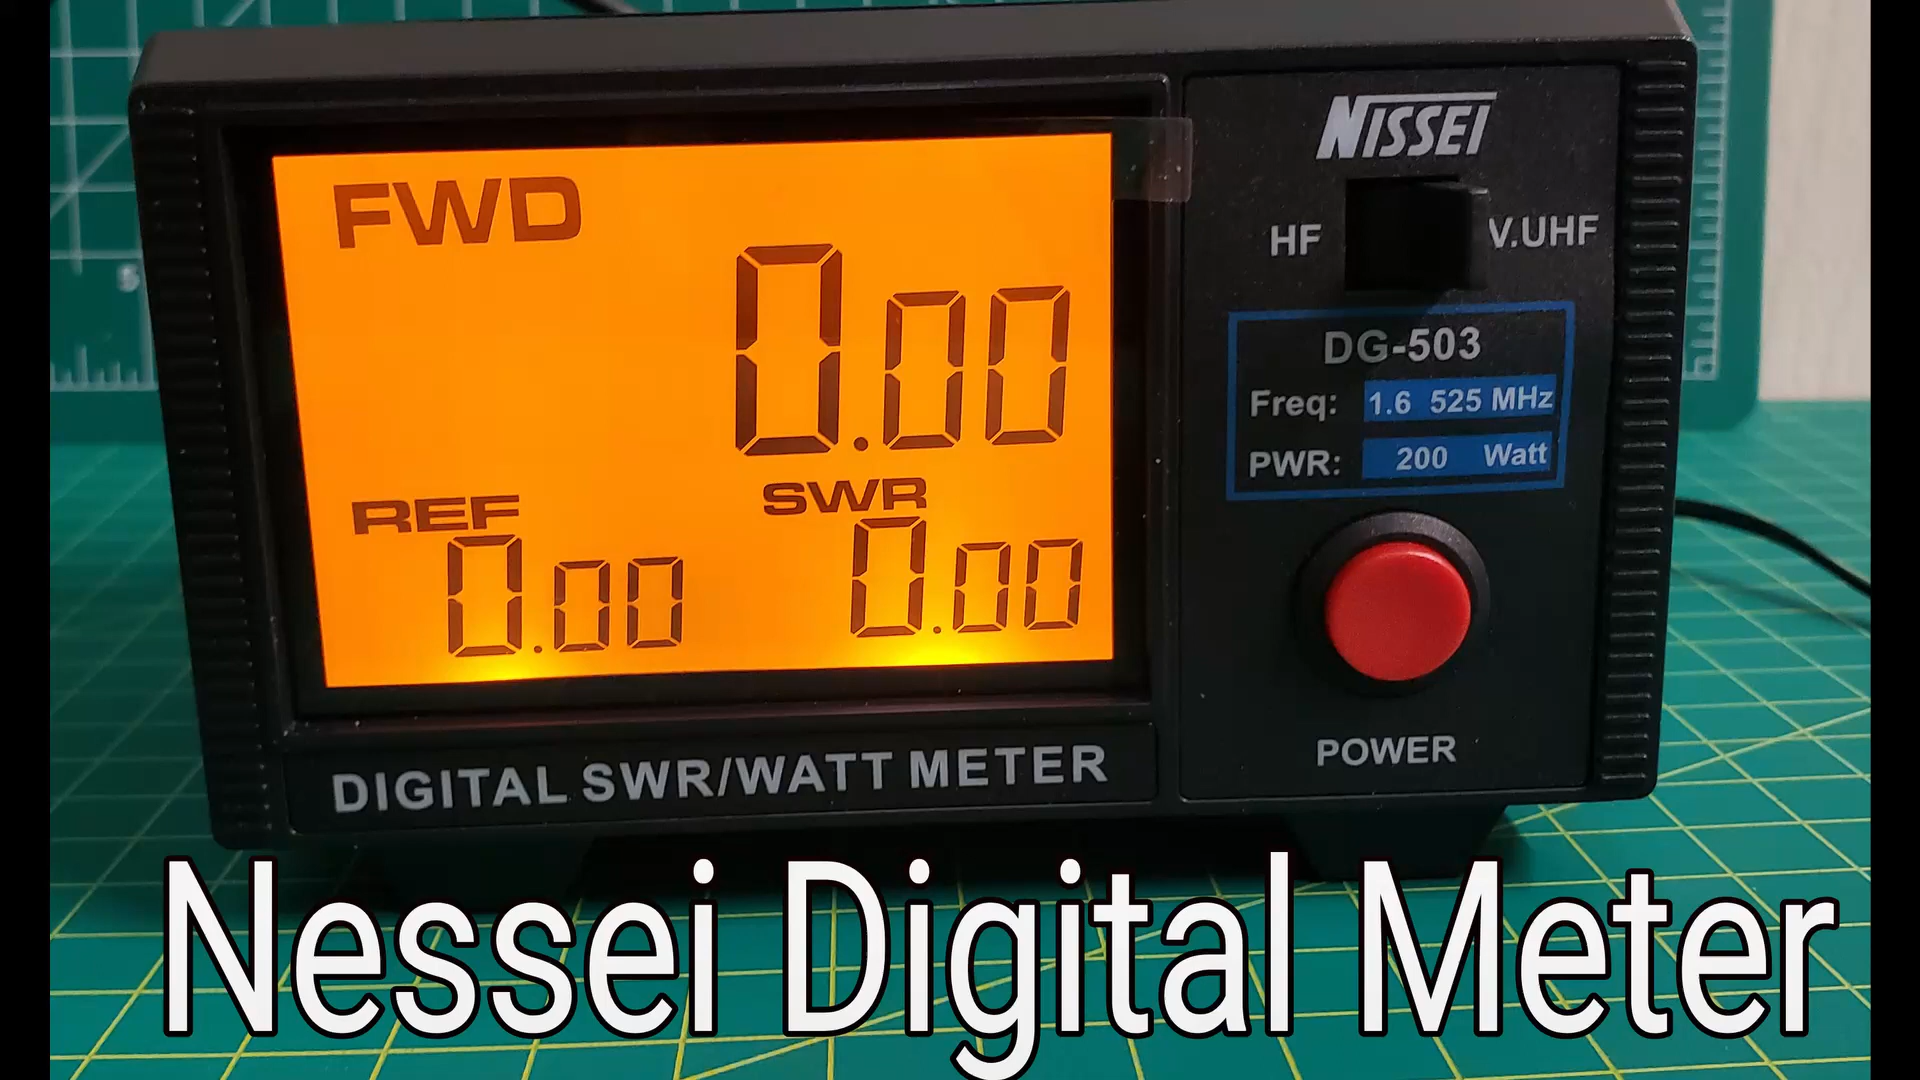 NISSEI
FWD
0.00
HF V.UHF
DG-503
Freq: 1.6 525 MHz
PWR: 200 Watt
REF
0.00
SWR
0.00
POWER
DIGITAL SWR/WATT METER
Nessei Digital Meter